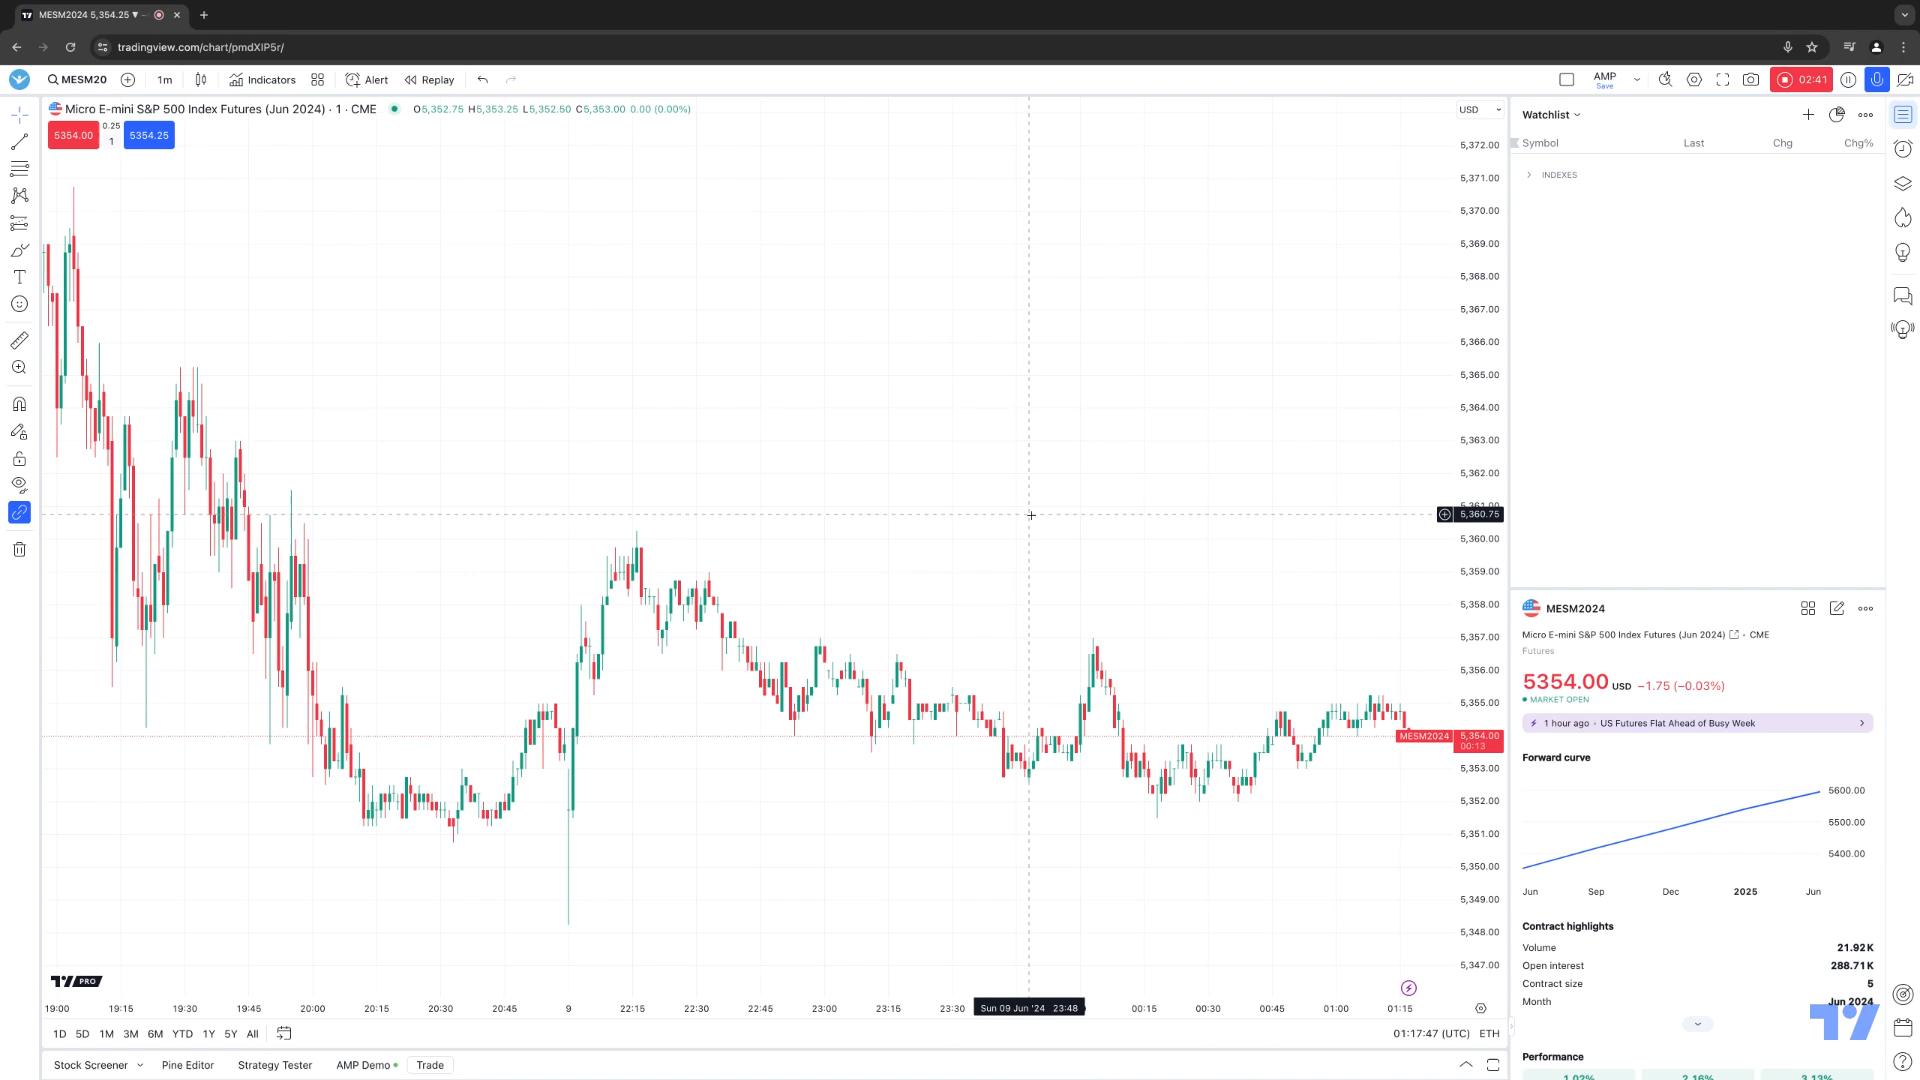 MESM2024 5,354.25 ▼ −
tradingview.com/chart/pmdXIP5r/
MESM20
1m
Indicators
Alert
Replay
AMP
Save
02:41
Micro E-mini S&P 500 Index Futures (Jun 2024) · 1 · CME
O5,352.75 H5,353.25 L5,352.50 C5,353.00 0.00 (0.00%)
USD
5354.00
0.25
1
5354.25
5,372.00
5,371.00
5,370.00
5,369.00
5,368.00
5,367.00
5,366.00
5,365.00
5,364.00
5,363.00
5,362.00
5,361.00
5,360.75
5,360.00
5,359.00
5,358.00
5,357.00
5,356.00
5,355.00
MESM2024
5,354.00
00:13
5,353.00
5,352.00
5,351.00
5,350.00
5,349.00
5,348.00
5,347.00
PRO
19:00 19:15 19:30 19:45 20:00 20:15 20:30 20:45 9 22:15 22:30 22:45 23:00 23:15 23:30 Sun 09 Jun '24 23:48 00:15 00:30 00:45 01:00 01:15
1D 5D 1M 3M 6M YTD 1Y 5Y All
01:17:47 (UTC) ETH
Stock Screener Pine Editor Strategy Tester AMP Demo Trade
Watchlist
Symbol Last Chg Chg%
INDEXES
MESM2024
Micro E-mini S&P 500 Index Futures (Jun 2024) · CME
Futures
5354.00 USD −1.75 (−0.03%)
MARKET OPEN
1 hour ago · US Futures Flat Ahead of Busy Week
Forward curve
5600.00
5500.00
5400.00
Jun Sep Dec 2025 Jun
Contract highlights
Volume 21.92K
Open interest 288.71K
Contract size 5
Month Jun 2024
Performance
1.02% 2.16% 3.13%